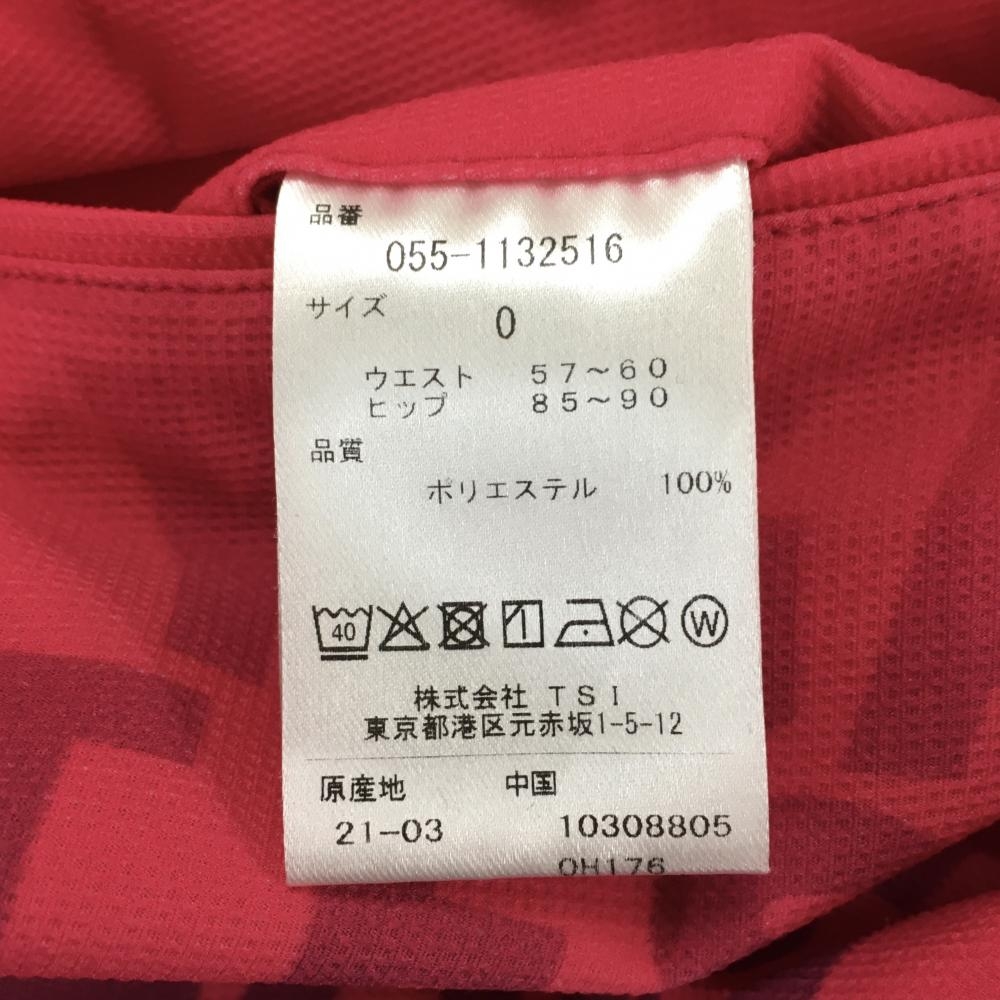 品番
055-1132516
サイズ
0
ウエスト 57～60
ヒップ 85～90
品質
ポリエステル 100%
40 W
株式会社 TSI
東京都港区元赤坂1-5-12
原産地 中国
21-03 10308805
OH176